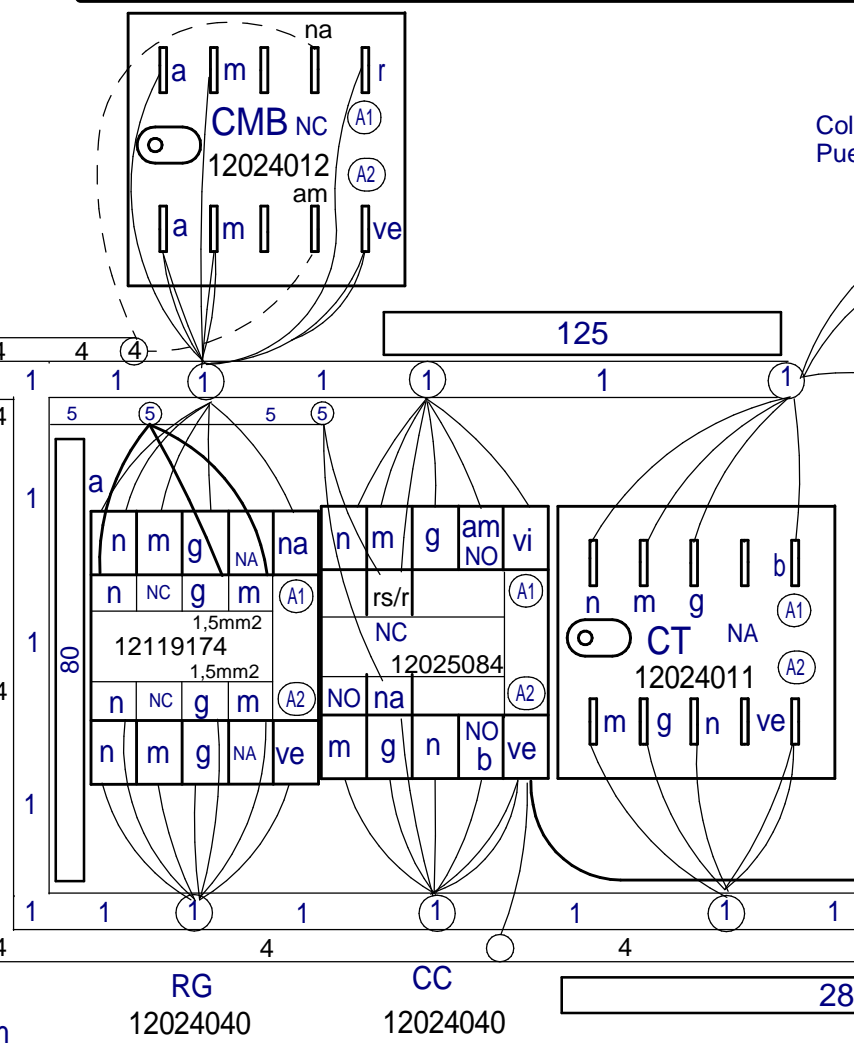 na
a m r
CMB NC A1
12024012 A2
am
a m ve
Col
Pue
125
4 4 4
1 1 1 1 1 1 1
4 5 5 5 5
a
1
n m g NA na
n m g am NO vi
n NC g m A1
rs/r A1
b
n m g A1
1,5mm2
12119174
1,5mm2
NC
12025084
CT NA
12024011 A2
1
80
4
n NC g m A2
NO na A2
n m g NA ve
m g n NO b ve
m g n ve
1
1 1 1 1 1 1 1 1
4 4 4
RG
12024040
CC
12024040
28